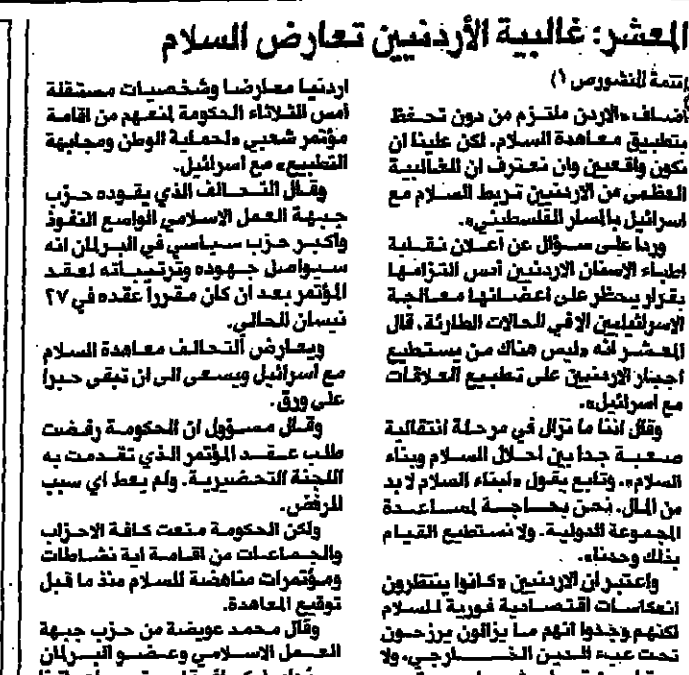 المعشر: غالبية الأردنيين تعارض السلام
(تتمة المنشور ص ١)
أضاف «الاردن ملتزم من دون تحفظ
بتطبيق معاهدة السلام. لكن علينا ان
نكون واقعيين وان نعترف ان الغالبية
العظمى من الاردنيين تربط السلام مع
اسرائيل بالمسار الفلسطيني».
وردا على سؤال عن اعلان نقابة
اطباء الاسنان الاردنيين أمس التزامها
بقرار يحظر على اعضائها معالجة
الاسرائيليين الا في الحالات الطارئة، قال
المعشر انه «ليس هناك من يستطيع
اجبار الاردنيين على تطبيع العلاقات
مع اسرائيل».
وقال اننا ما نزال في مرحلة انتقالية
صعبة جدا بين احلال السلام وبناء
السلام». وتابع يقول «لبناء السلام لا بد
من المال. نحن بحاجة لمساعدة
المجموعة الدولية. ولا نستطيع القيام
بذلك وحدنا».
واعتبر ان الاردنيين «كانوا ينتظرون
انعكاسات اقتصادية فورية للسلام
لكنهم وجدوا انهم ما يزالون يرزحون
تحت عبء الدين الخارجي، ولا
اردنيا معارضا وشخصيات مستقلة
أمس الثلاثاء الحكومة لمنعهم من اقامة
مؤتمر شعبي «لحماية الوطن ومجابهة
التطبيع» مع اسرائيل.
وقال التحالف الذي يقوده حزب
جبهة العمل الإسلامي الواسع النفوذ
واكبر حزب سياسي في البرلمان انه
سيواصل جهوده وترتيباته لعقد
المؤتمر بعد ان كان مقرراً عقده في ٢٧
نيسان الحالي.
ويعارض التحالف معاهدة السلام
مع اسرائيل ويسعى الى ان تبقى حبرا
على ورق.
وقال مسؤول ان الحكومة رفضت
طلب عقد المؤتمر الذي تقدمت به
اللجنة التحضيرية. ولم يعط اي سبب
للرفض.
ولكن الحكومة منعت كافة الاحزاب
والجماعات من اقامة اية نشاطات
ومؤتمرات مناهضة للسلام منذ ما قبل
توقيع المعاهدة.
وقال محمد عويضة من حزب جبهة
العمل الاسلامي وعضو البرلمان